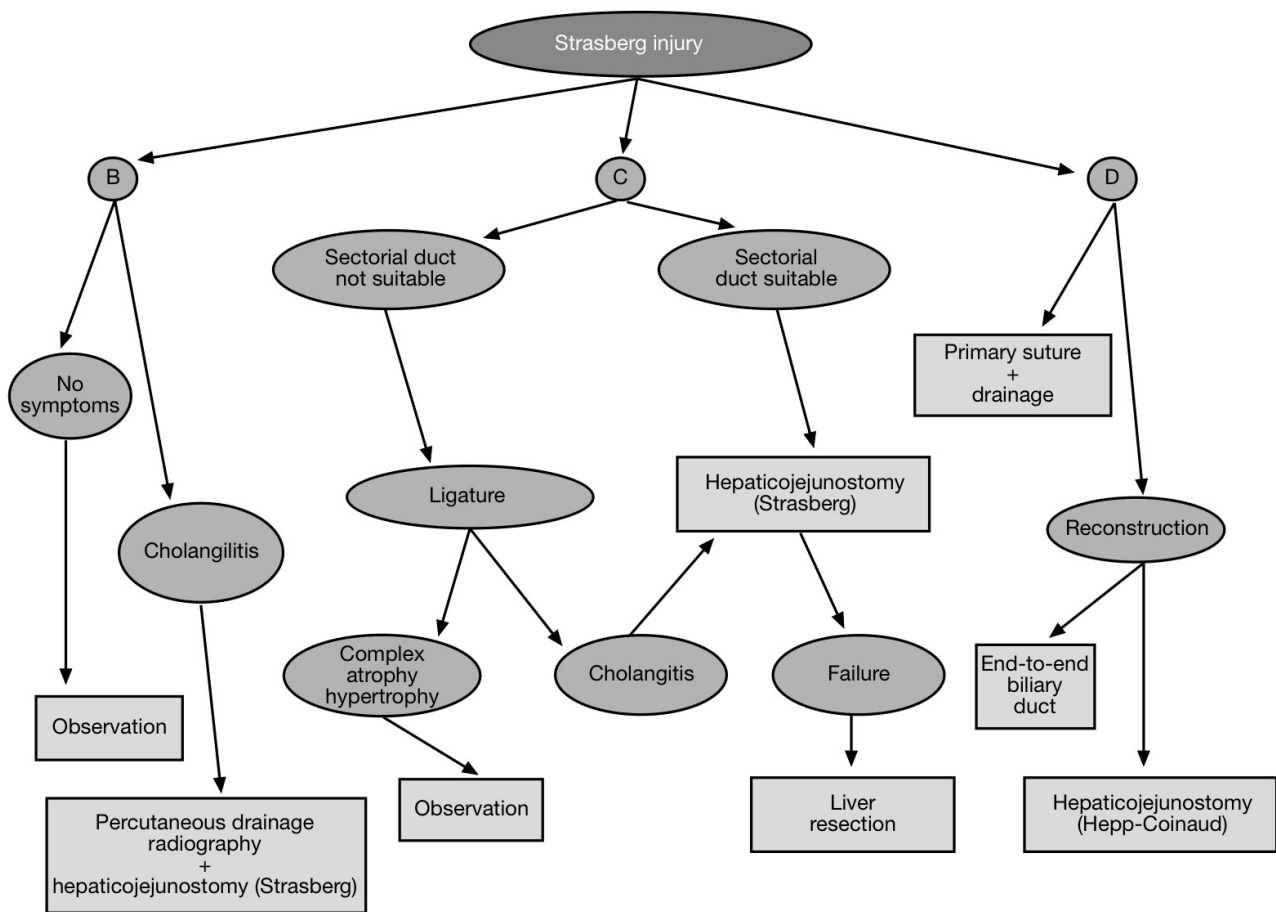 Strasberg injury
B
C
D
Sectorial duct
not suitable
Sectorial
duct suitable
No
symptoms
Primary suture
+
drainage
Ligature
Hepaticojejunostomy
(Strasberg)
Cholangilitis
Reconstruction
Complex
atrophy
hypertrophy
Cholangitis
Failure
End-to-end
biliary
duct
Observation
Observation
Liver
resection
Hepaticojejunostomy
(Hepp-Coinaud)
Percutaneous drainage
radiography
+
hepaticojejunostomy (Strasberg)